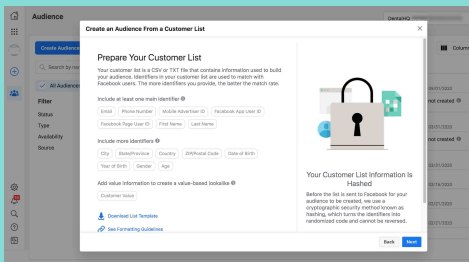 Audience
DentalHQ
Create an Audience From a Customer List
Create Audience
Search by
All Audiences
Filter
Status
Type
Availability
Source
Prepare Your Customer List
Your customer list is a CSV or TXT file that contains information used to build
your audience. Identifiers in your customer list are used to match with
Facebook users. The more identifiers you provide, the better the match rate.
Include at least one main identifier
Email Phone Number Mobile Advertiser ID Facebook App User ID
Facebook Page User ID First Name Last Name
Include more identifiers
City State/Province Country ZIP/Postal Code Date of Birth
Year of Birth Gender Age
Add value information to create a value-based lookalike
Customer Value
Download List Template
See Formatting Guidelines
Your Customer List Information Is
Hashed
Before the list is sent to Facebook for your
audience to be created, we use a
cryptographic security method known as
hashing, which turns the identifiers into
randomized code and cannot be reversed.
Back Next
Colum
not created
not created